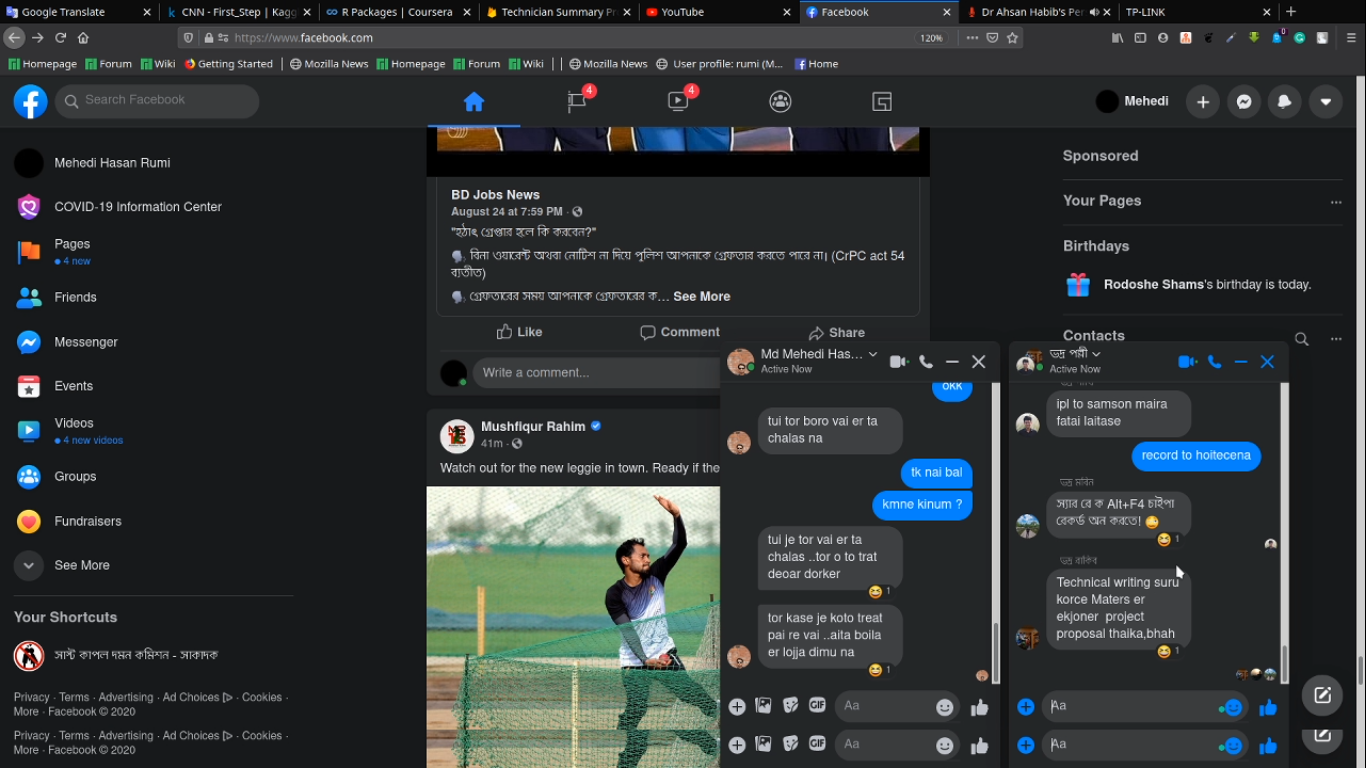 Google Translate
CNN - First_Step | Kagg
R Packages | Coursera
Technician Summary Pr
YouTube
Facebook
Dr Ahsan Habib's Per
TP-LINK
https://www.facebook.com
120%
Homepage
Forum
Wiki
Getting Started
Mozilla News
Homepage
Forum
Wiki
Mozilla News
User profile: rumi (M...
Home
Search Facebook
4
4
Mehedi
Mehedi Hasan Rumi
COVID-19 Information Center
Pages
4 new
Friends
Messenger
Events
Videos
4 new videos
Groups
Fundraisers
See More
Your Shortcuts
সাস্ট কাপল দমন কমিশন - সাকাদক
Privacy · Terms · Advertising · Ad Choices · Cookies ·
More · Facebook © 2020
Privacy · Terms · Advertising · Ad Choices · Cookies ·
More · Facebook © 2020
BD Jobs News
August 24 at 7:59 PM ·
"হঠাৎ গ্রেপ্তার হলে কি করবেন?"
বিনা ওয়ারেন্ট অথবা নোটিশ না দিয়ে পুলিশ আপনাকে গ্রেফতার করতে পারে না। (CrPC act 54
ব্যতীত)
গ্রেফতারের সময় আপনাকে গ্রেফতারের ক... See More
Like
Comment
Share
Write a comment...
Mushfiqur Rahim
41m ·
Watch out for the new leggie in town. Ready if the
Md Mehedi Has...
Active Now
okk
tui tor boro vai er ta
chalas na
tk nai bal
kmne kinum ?
tui je tor vai er ta
chalas ..tor o to trat
deoar dorker
1
tor kase je koto treat
pai re vai ..aita boila
er lojja dimu na
1
GIF
Aa
GIF
Aa
Sponsored
Your Pages
Birthdays
Rodoshe Shams's birthday is today.
Contacts
ভদ্র পল্লী
Active Now
ipl to samson maira
fatai laitase
record to hoitecena
ভদ্র মবিন
স্যার রে ক Alt+F4 চাইপা
রেকর্ড অন করতে!
1
ভদ্র রাকিব
Technical writing suru
korce Maters er
ekjoner project
proposal thaika,bhah
1
Aa
Aa